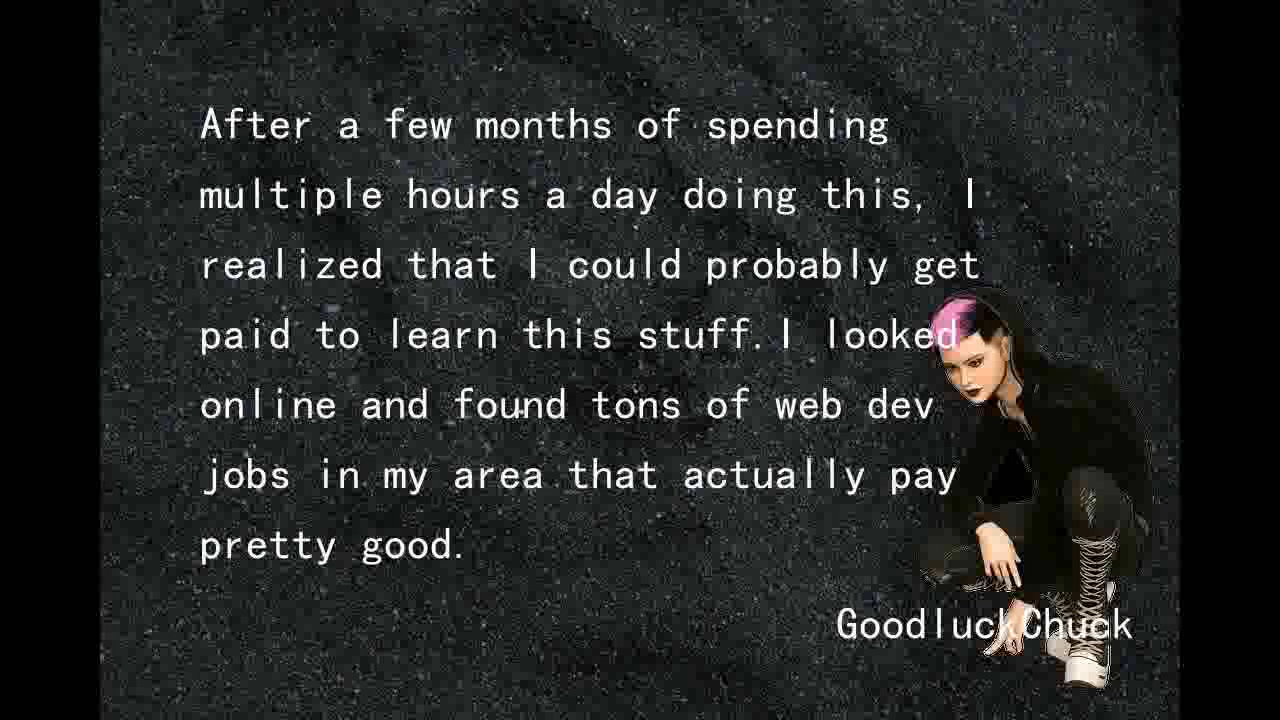 After a few months of spending
multiple hours a day doing this, I
realized that I could probably get
paid to learn this stuff.I looked
online and found tons of web dev
jobs in my area that actually pay
pretty good.
GoodluckChuck